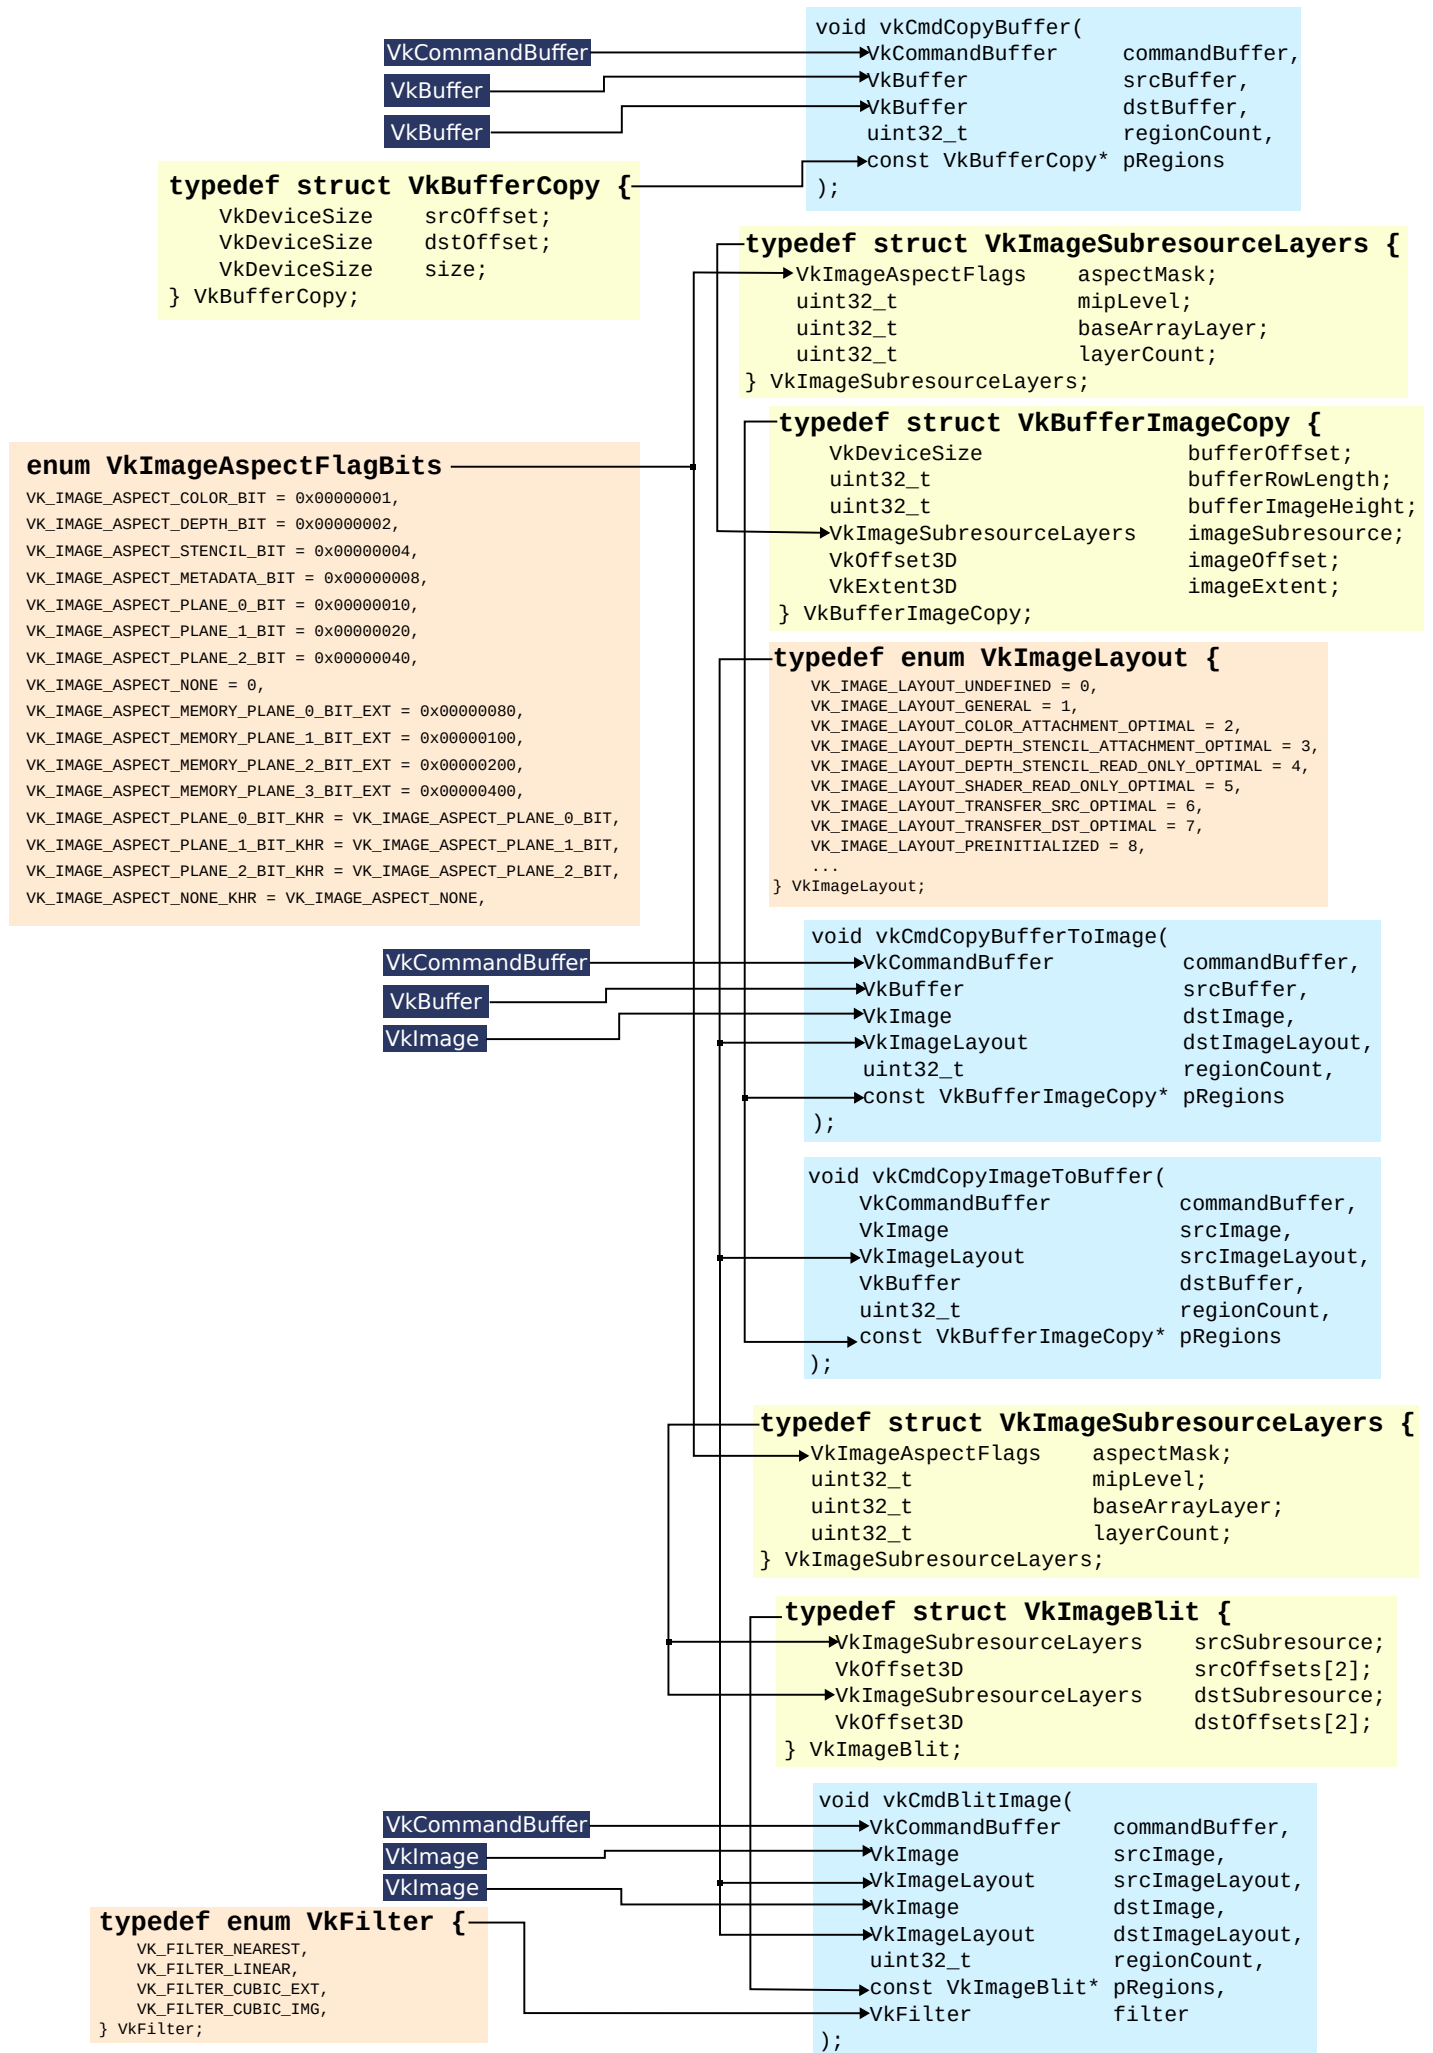 void vkCmdCopyBuffer(
VkCommandBuffer
VkCommandBuffer commandBuffer,
VkBuffer
VkBuffer srcBuffer,
VkBuffer
VkBuffer dstBuffer,
uint32_t regionCount,
const VkBufferCopy* pRegions
);
typedef struct VkBufferCopy {
VkDeviceSize srcOffset;
VkDeviceSize dstOffset;
VkDeviceSize size;
} VkBufferCopy;
typedef struct VkImageSubresourceLayers {
VkImageAspectFlags aspectMask;
uint32_t mipLevel;
uint32_t baseArrayLayer;
uint32_t layerCount;
} VkImageSubresourceLayers;
typedef struct VkBufferImageCopy {
VkDeviceSize bufferOffset;
uint32_t bufferRowLength;
uint32_t bufferImageHeight;
VkImageSubresourceLayers imageSubresource;
VkOffset3D imageOffset;
VkExtent3D imageExtent;
} VkBufferImageCopy;
enum VkImageAspectFlagBits
VK_IMAGE_ASPECT_COLOR_BIT = 0x00000001,
VK_IMAGE_ASPECT_DEPTH_BIT = 0x00000002,
VK_IMAGE_ASPECT_STENCIL_BIT = 0x00000004,
VK_IMAGE_ASPECT_METADATA_BIT = 0x00000008,
VK_IMAGE_ASPECT_PLANE_0_BIT = 0x00000010,
VK_IMAGE_ASPECT_PLANE_1_BIT = 0x00000020,
VK_IMAGE_ASPECT_PLANE_2_BIT = 0x00000040,
VK_IMAGE_ASPECT_NONE = 0,
VK_IMAGE_ASPECT_MEMORY_PLANE_0_BIT_EXT = 0x00000080,
VK_IMAGE_ASPECT_MEMORY_PLANE_1_BIT_EXT = 0x00000100,
VK_IMAGE_ASPECT_MEMORY_PLANE_2_BIT_EXT = 0x00000200,
VK_IMAGE_ASPECT_MEMORY_PLANE_3_BIT_EXT = 0x00000400,
VK_IMAGE_ASPECT_PLANE_0_BIT_KHR = VK_IMAGE_ASPECT_PLANE_0_BIT,
VK_IMAGE_ASPECT_PLANE_1_BIT_KHR = VK_IMAGE_ASPECT_PLANE_1_BIT,
VK_IMAGE_ASPECT_PLANE_2_BIT_KHR = VK_IMAGE_ASPECT_PLANE_2_BIT,
VK_IMAGE_ASPECT_NONE_KHR = VK_IMAGE_ASPECT_NONE,
typedef enum VkImageLayout {
VK_IMAGE_LAYOUT_UNDEFINED = 0,
VK_IMAGE_LAYOUT_GENERAL = 1,
VK_IMAGE_LAYOUT_COLOR_ATTACHMENT_OPTIMAL = 2,
VK_IMAGE_LAYOUT_DEPTH_STENCIL_ATTACHMENT_OPTIMAL = 3,
VK_IMAGE_LAYOUT_DEPTH_STENCIL_READ_ONLY_OPTIMAL = 4,
VK_IMAGE_LAYOUT_SHADER_READ_ONLY_OPTIMAL = 5,
VK_IMAGE_LAYOUT_TRANSFER_SRC_OPTIMAL = 6,
VK_IMAGE_LAYOUT_TRANSFER_DST_OPTIMAL = 7,
VK_IMAGE_LAYOUT_PREINITIALIZED = 8,
...
} VkImageLayout;
void vkCmdCopyBufferToImage(
VkCommandBuffer
VkCommandBuffer commandBuffer,
VkBuffer
VkBuffer srcBuffer,
VkImage
VkImage dstImage,
VkImageLayout dstImageLayout,
uint32_t regionCount,
const VkBufferImageCopy* pRegions
);
void vkCmdCopyImageToBuffer(
VkCommandBuffer commandBuffer,
VkImage srcImage,
VkImageLayout srcImageLayout,
VkBuffer dstBuffer,
uint32_t regionCount,
const VkBufferImageCopy* pRegions
);
typedef struct VkImageSubresourceLayers {
VkImageAspectFlags aspectMask;
uint32_t mipLevel;
uint32_t baseArrayLayer;
uint32_t layerCount;
} VkImageSubresourceLayers;
typedef struct VkImageBlit {
VkImageSubresourceLayers srcSubresource;
VkOffset3D srcOffsets[2];
VkImageSubresourceLayers dstSubresource;
VkOffset3D dstOffsets[2];
} VkImageBlit;
void vkCmdBlitImage(
VkCommandBuffer
VkCommandBuffer commandBuffer,
VkImage
VkImage srcImage,
VkImageLayout srcImageLayout,
VkImage
VkImage dstImage,
VkImageLayout dstImageLayout,
uint32_t regionCount,
const VkImageBlit* pRegions,
VkFilter filter
);
typedef enum VkFilter {
VK_FILTER_NEAREST,
VK_FILTER_LINEAR,
VK_FILTER_CUBIC_EXT,
VK_FILTER_CUBIC_IMG,
} VkFilter;